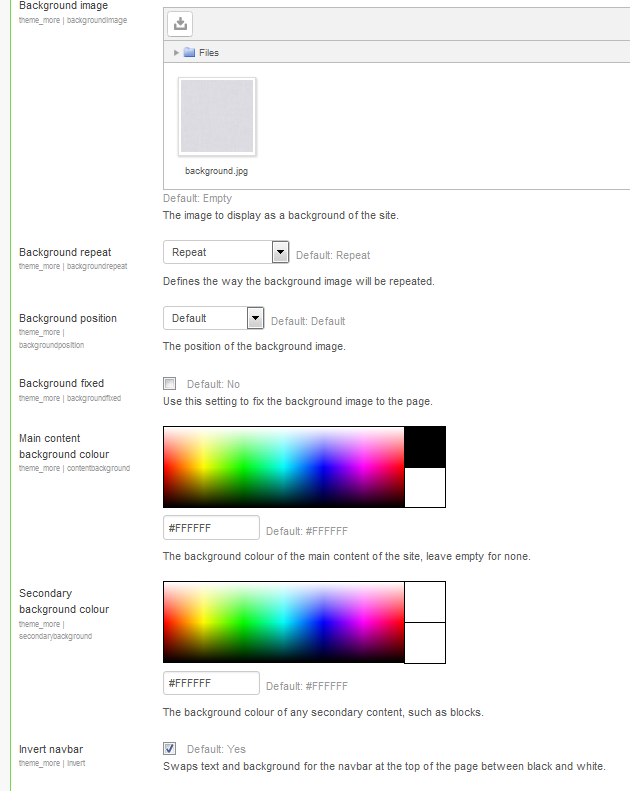 Background image
theme_more | backgroundimage
Files
background.jpg
Default: Empty
The image to display as a background of the site.
Background repeat
theme_more | backgroundrepeat
Repeat
Default: Repeat
Defines the way the background image will be repeated.
Background position
theme_more |
backgroundposition
Default
Default: Default
The position of the background image.
Background fixed
theme_more | backgroundfixed
Default: No
Use this setting to fix the background image to the page.
Main content
background colour
theme_more | contentbackground
#FFFFFF
Default: #FFFFFF
The background colour of the main content of the site, leave empty for none.
Secondary
background colour
theme_more |
secondarybackground
#FFFFFF
Default: #FFFFFF
The background colour of any secondary content, such as blocks.
Invert navbar
theme_more | invert
Default: Yes
Swaps text and background for the navbar at the top of the page between black and white.